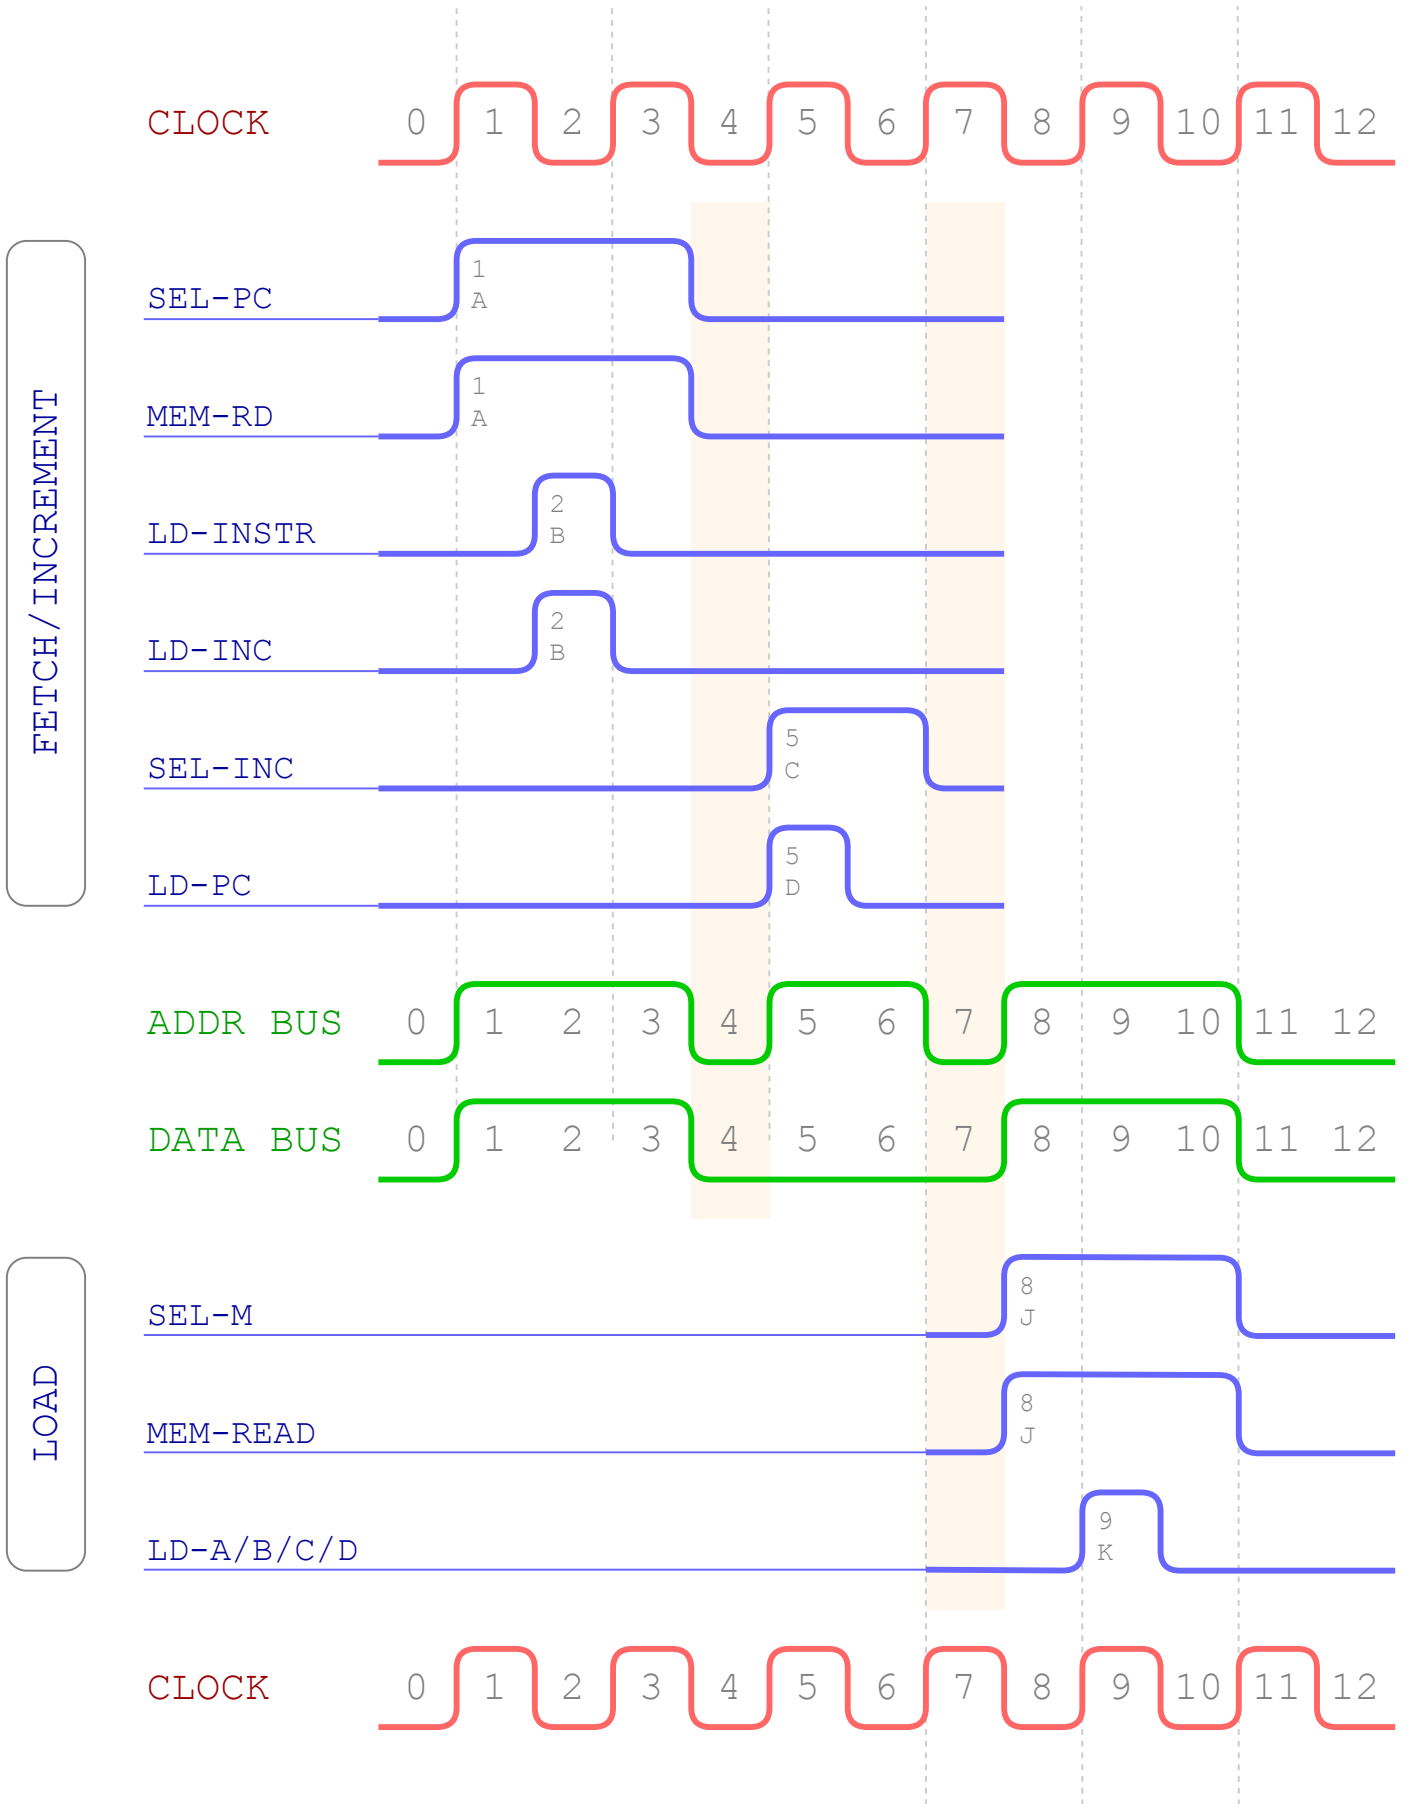 CLOCK 0 1 2 3 4 5 6 7 8 9 10 11 12
FETCH/INCREMENT
SEL-PC
1
A
MEM-RD
1
A
LD-INSTR
2
B
LD-INC
2
B
SEL-INC
5
C
LD-PC
5
D
ADDR BUS 0 1 2 3 4 5 6 7 8 9 10 11 12
DATA BUS 0 1 2 3 4 5 6 7 8 9 10 11 12
LOAD
SEL-M
8
J
MEM-READ
8
J
LD-A/B/C/D
9
K
CLOCK 0 1 2 3 4 5 6 7 8 9 10 11 12